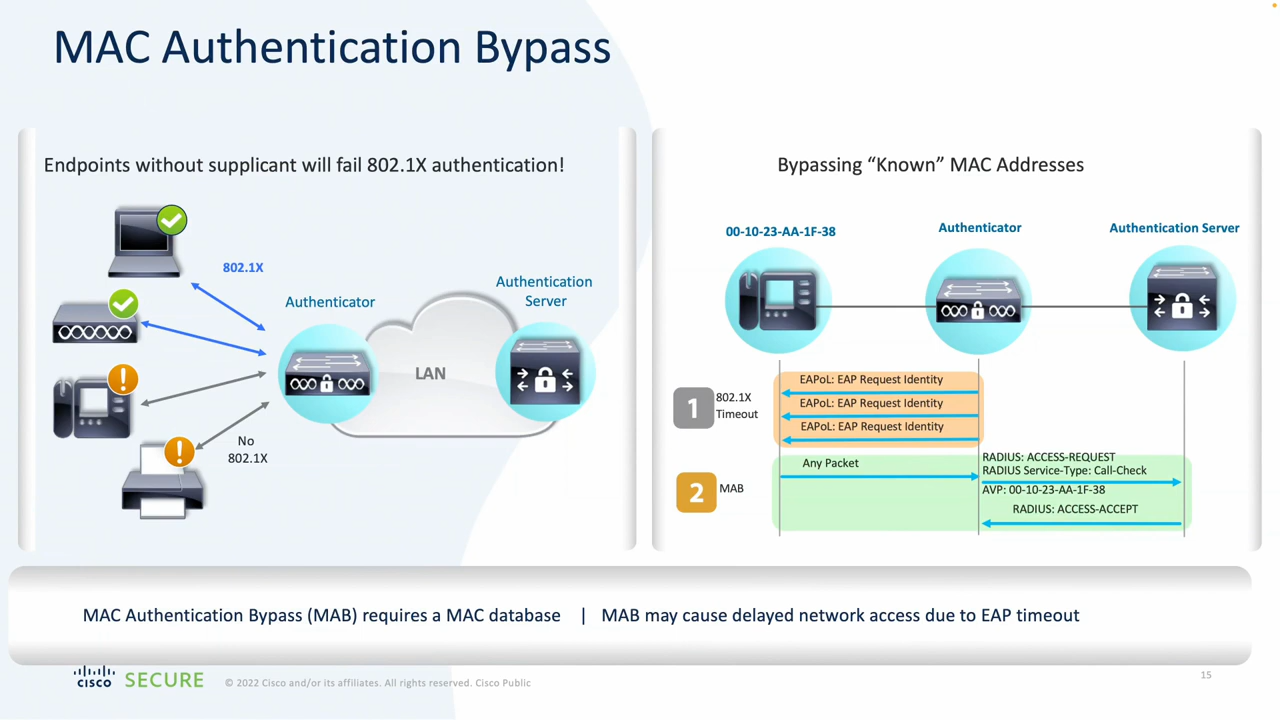 MAC Authentication Bypass
Endpoints without supplicant will fail 802.1X authentication!
802.1X
Authenticator
Authentication
Server
LAN
No
802.1X
Bypassing “Known” MAC Addresses
00-10-23-AA-1F-38
Authenticator
Authentication Server
1
802.1X
Timeout
EAPoL: EAP Request Identity
EAPoL: EAP Request Identity
EAPoL: EAP Request Identity
2
MAB
Any Packet
RADIUS: ACCESS-REQUEST
RADIUS Service-Type: Call-Check
AVP: 00-10-23-AA-1F-38
RADIUS: ACCESS-ACCEPT
MAC Authentication Bypass (MAB) requires a MAC database | MAB may cause delayed network access due to EAP timeout
CISCO SECURE
© 2022 Cisco and/or its affiliates. All rights reserved. Cisco Public
15